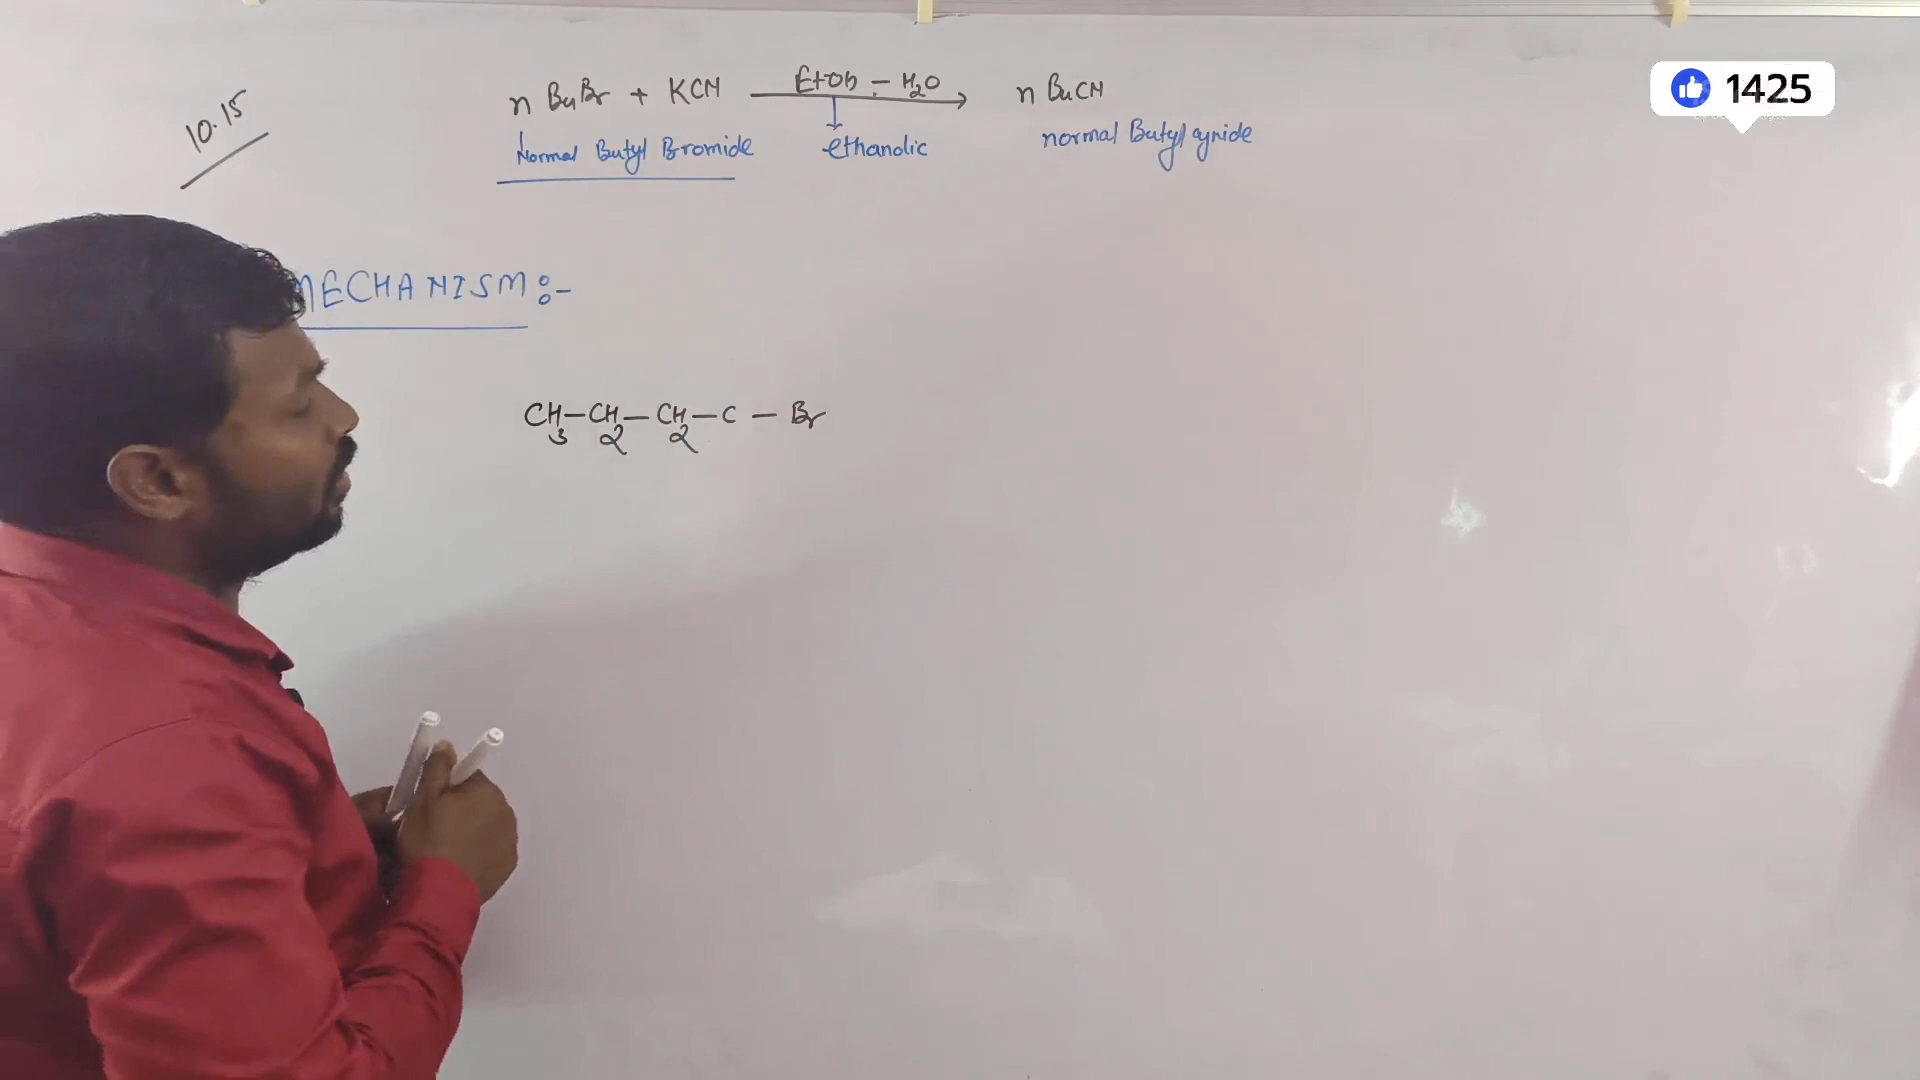 10.15
n BuBr + KCN EtOh - H2O → n BuCN
Normal Butyl Bromide ethanolic normal Butyl cynide
MECHANISM :-
CH3-CH2-CH2-C-Br
1425